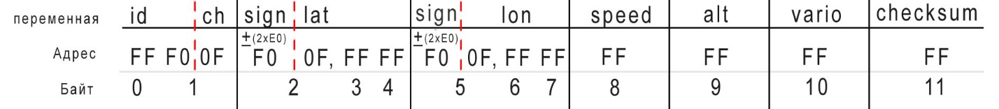 переменная id ch sign lat sign lon speed alt vario checksum
±(2xE0) ±(2xE0)
Адрес FF F0 0F F0 0F, FF FF F0 0F, FF FF FF FF FF FF
Байт 0 1 2 3 4 5 6 7 8 9 10 11